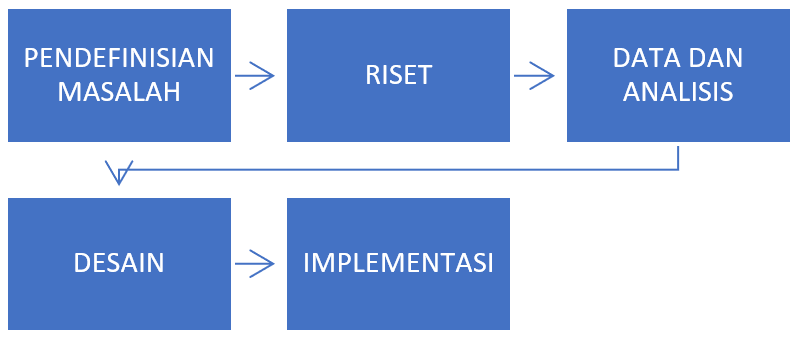 PENDEFINISIAN
MASALAH
RISET
DATA DAN
ANALISIS
DESAIN
IMPLEMENTASI